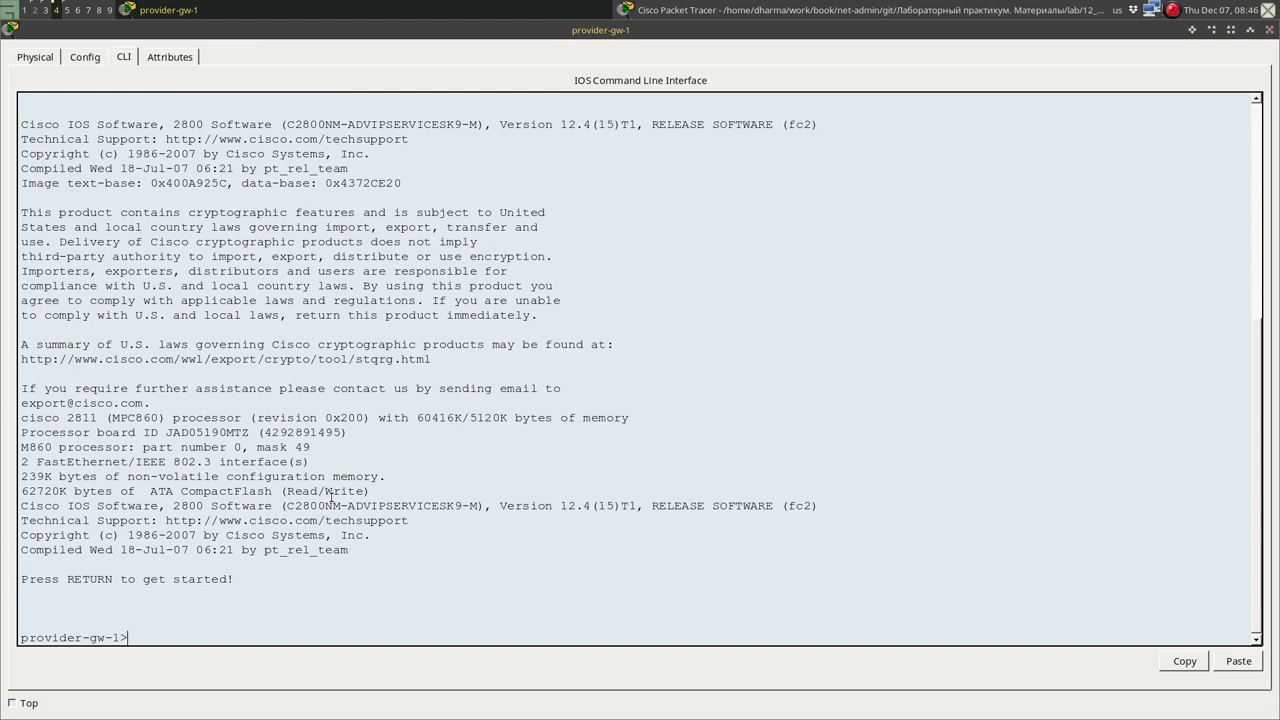 1 2 3 4 5 6 7 8 9 provider-gw-1 Cisco Packet Tracer - /home/dharma/work/book/net-admin/git/Лабораторный практикум. Материалы/lab/12_... us Thu Dec 07, 08:46
provider-gw-1
Physical Config CLI Attributes
IOS Command Line Interface
Cisco IOS Software, 2800 Software (C2800NM-ADVIPSERVICESK9-M), Version 12.4(15)T1, RELEASE SOFTWARE (fc2)
Technical Support: http://www.cisco.com/techsupport
Copyright (c) 1986-2007 by Cisco Systems, Inc.
Compiled Wed 18-Jul-07 06:21 by pt_rel_team
Image text-base: 0x400A925C, data-base: 0x4372CE20
This product contains cryptographic features and is subject to United
States and local country laws governing import, export, transfer and
use. Delivery of Cisco cryptographic products does not imply
third-party authority to import, export, distribute or use encryption.
Importers, exporters, distributors and users are responsible for
compliance with U.S. and local country laws. By using this product you
agree to comply with applicable laws and regulations. If you are unable
to comply with U.S. and local laws, return this product immediately.
A summary of U.S. laws governing Cisco cryptographic products may be found at:
http://www.cisco.com/wwl/export/crypto/tool/stqrg.html
If you require further assistance please contact us by sending email to
export@cisco.com.
cisco 2811 (MPC860) processor (revision 0x200) with 60416K/5120K bytes of memory
Processor board ID JAD05190MTZ (4292891495)
M860 processor: part number 0, mask 49
2 FastEthernet/IEEE 802.3 interface(s)
239K bytes of non-volatile configuration memory.
62720K bytes of  ATA CompactFlash (Read/Write)
Cisco IOS Software, 2800 Software (C2800NM-ADVIPSERVICESK9-M), Version 12.4(15)T1, RELEASE SOFTWARE (fc2)
Technical Support: http://www.cisco.com/techsupport
Copyright (c) 1986-2007 by Cisco Systems, Inc.
Compiled Wed 18-Jul-07 06:21 by pt_rel_team
Press RETURN to get started!
provider-gw-1>
Copy Paste
Top